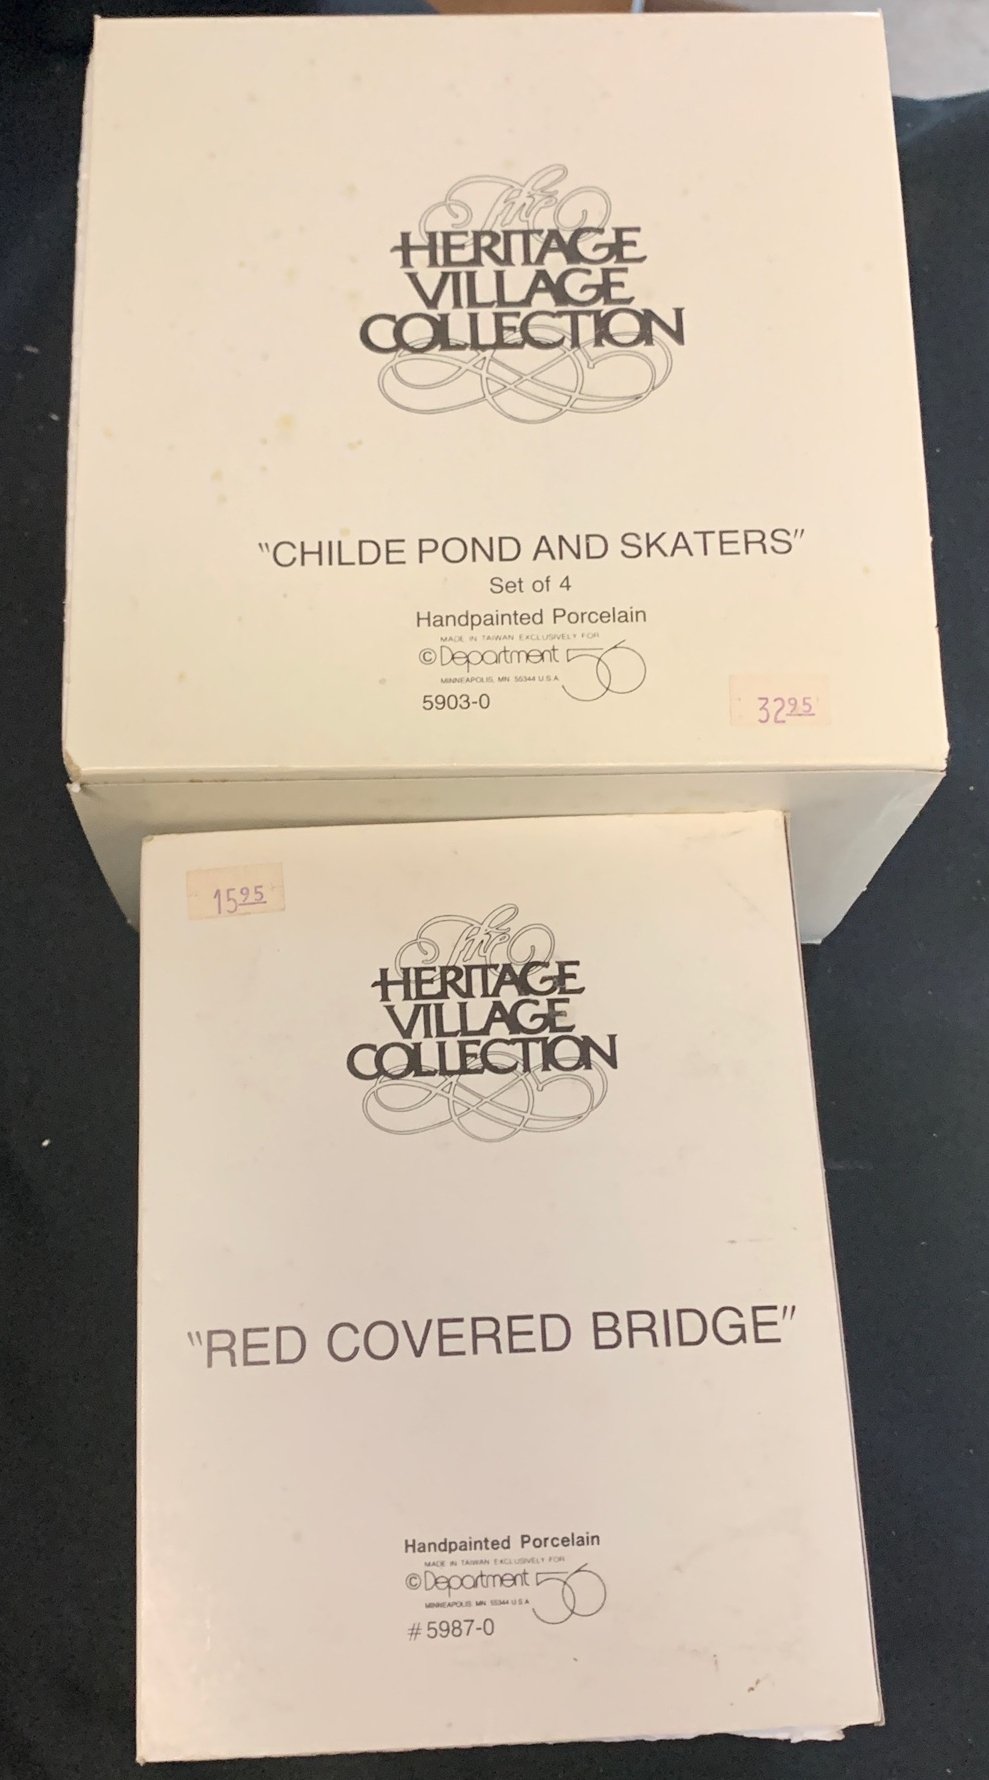 The
HERITAGE
VILLAGE
COLLECTION
"CHILDE POND AND SKATERS"
Set of 4
Handpainted Porcelain
MADE IN TAIWAN EXCLUSIVELY FOR
© Department 56
MINNEAPOLIS, MN 55344 U.S.A.
5903-0
32 95
15 95
The
HERITAGE
VILLAGE
COLLECTION
"RED COVERED BRIDGE"
Handpainted Porcelain
MADE IN TAIWAN EXCLUSIVELY FOR
© Department 56
MINNEAPOLIS MN 55344 U S A
# 5987-0